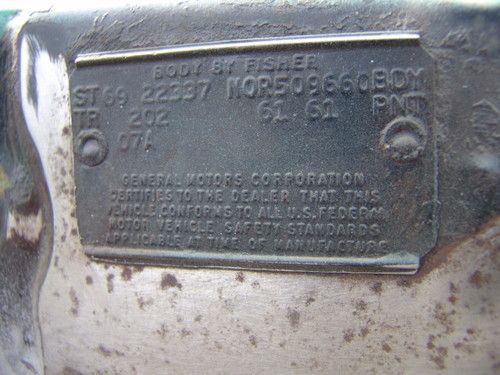 BODY BY FISHER
ST 69 22337 NOR509660 BDY
TR 202 61 61 PNT
07A
GENERAL MOTORS CORPORATION
CERTIFIES TO THE DEALER THAT THIS
VEHICLE CONFORMS TO ALL U.S. FEDERAL
MOTOR VEHICLE SAFETY STANDARDS
APPLICABLE AT TIME OF MANUFACTURE